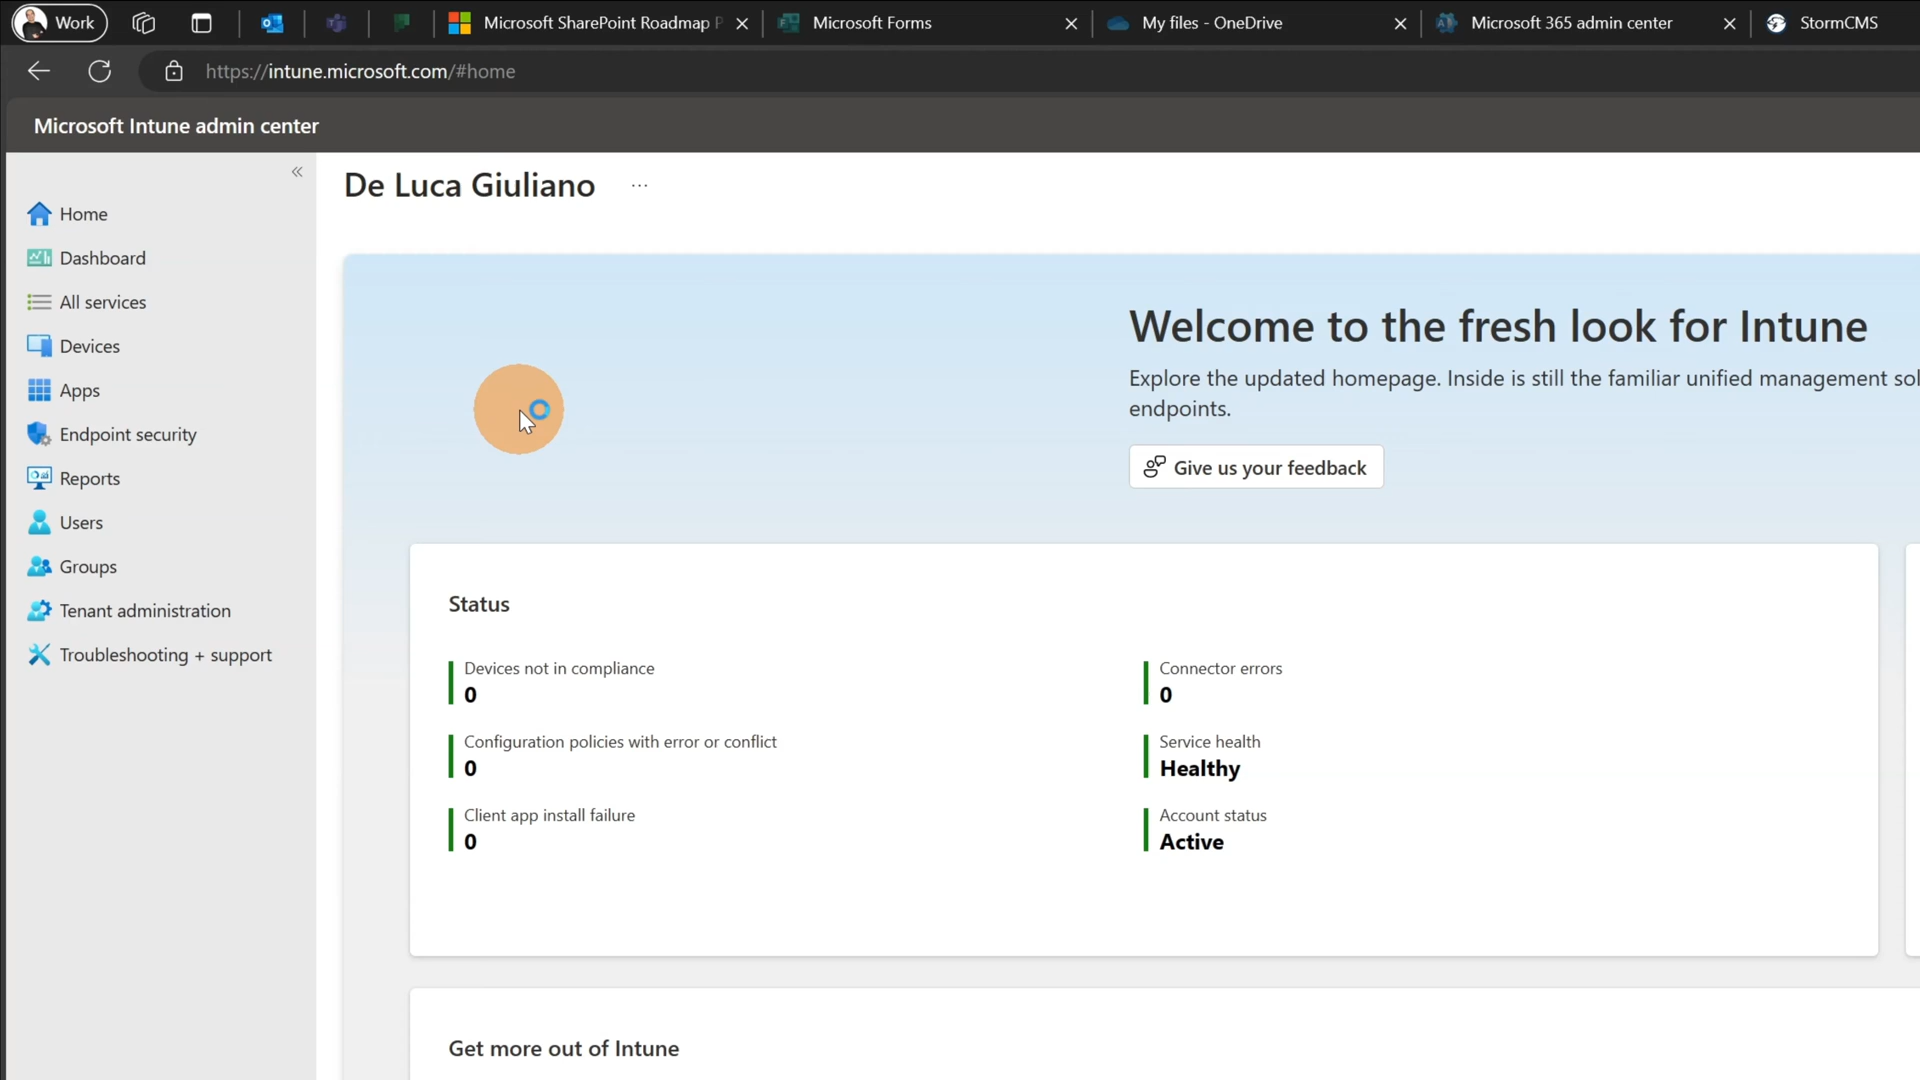 Work
Microsoft SharePoint Roadmap
Microsoft Forms
My files - OneDrive
Microsoft 365 admin center
StormCMS
https://intune.microsoft.com/#home
Microsoft Intune admin center
De Luca Giuliano
Home
Dashboard
All services
Devices
Apps
Endpoint security
Reports
Users
Groups
Tenant administration
Troubleshooting + support
Welcome to the fresh look for Intune
Explore the updated homepage. Inside is still the familiar unified management
endpoints.
Give us your feedback
Status
Devices not in compliance
0
Configuration policies with error or conflict
0
Client app install failure
0
Connector errors
0
Service health
Healthy
Account status
Active
Get more out of Intune